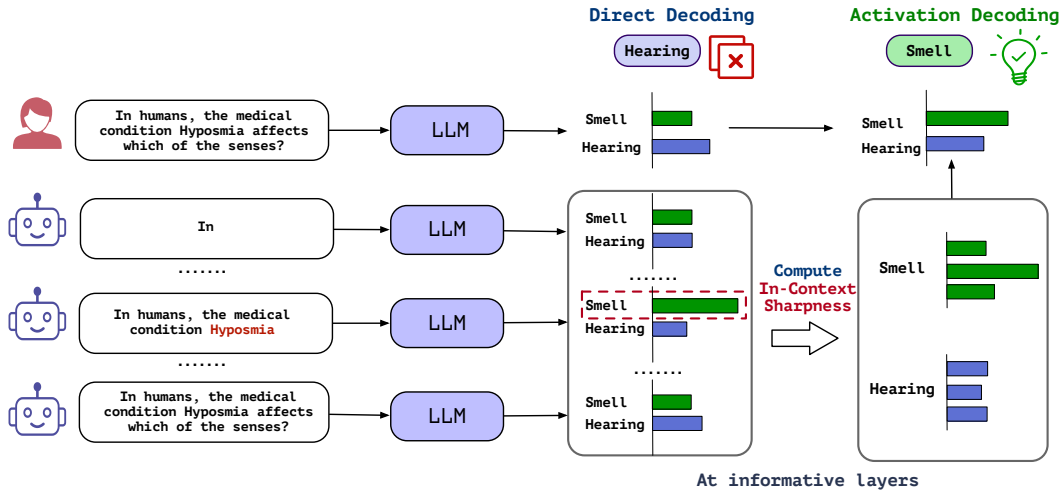 Direct Decoding
Activation Decoding
Hearing
Smell
In humans, the medical
condition Hyposmia affects
which of the senses?
LLM
Smell
Hearing
Smell
Hearing
In
LLM
Smell
Hearing
.......
.......
In humans, the medical
condition Hyposmia
LLM
Smell
Hearing
.......
.......
In humans, the medical
condition Hyposmia affects
which of the senses?
LLM
Smell
Hearing
Compute
In-Context
Sharpness
Smell
Hearing
At informative layers